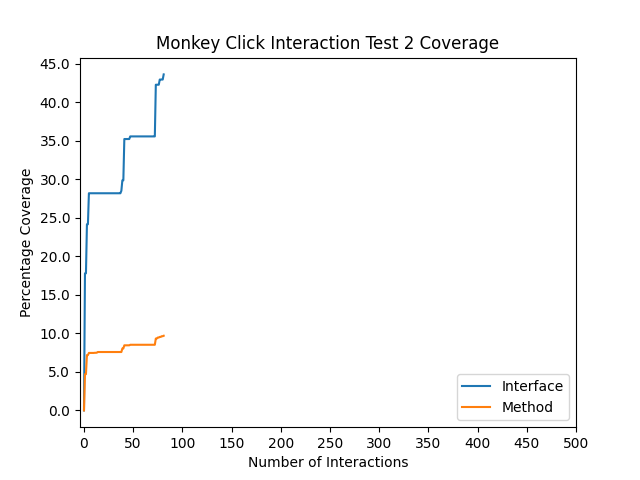 Monkey Click Interaction Test 2 Coverage
45.0
40.0
35.0
30.0
25.0
20.0
15.0
10.0
5.0
0.0
Percentage Coverage
Interface
Method
0 50 100 150 200 250 300 350 400 450 500
Number of Interactions